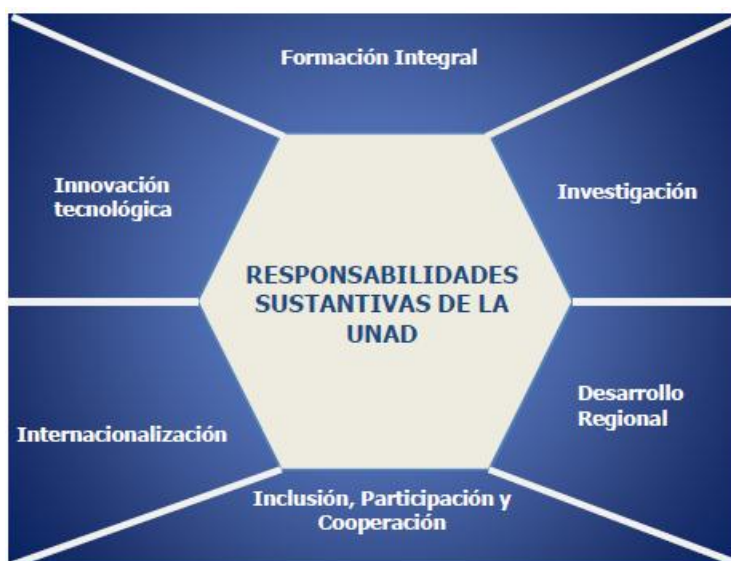 Formación Integral
Innovación
tecnológica
Investigación
RESPONSABILIDADES
SUSTANTIVAS DE LA
UNAD
Desarrollo
Regional
Internacionalización
Inclusión, Participación y
Cooperación